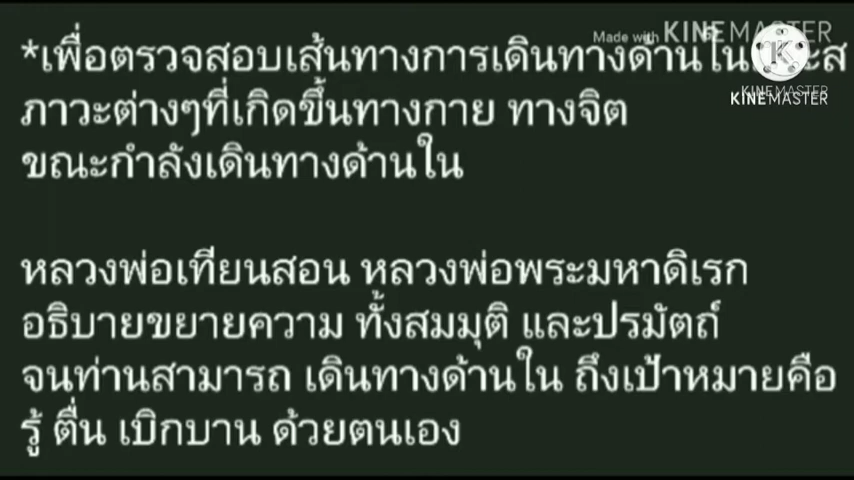 Made with KINEMASTER
*เพื่อตรวจสอบเส้นทางการเดินทางด้านใน
KINEMASTER
KINEMASTER
ภาวะต่างๆที่เกิดขึ้นทางกาย ทางจิต
ขณะกำลังเดินทางด้านใน
หลวงพ่อเทียนสอน หลวงพ่อพระมหาดิเรก
อธิบายขยายความ ทั้งสมมุติ และปรมัตถ์
จนท่านสามารถ เดินทางด้านใน ถึงเป้าหมายคือ
รู้ ตื่น เบิกบาน ด้วยตนเอง